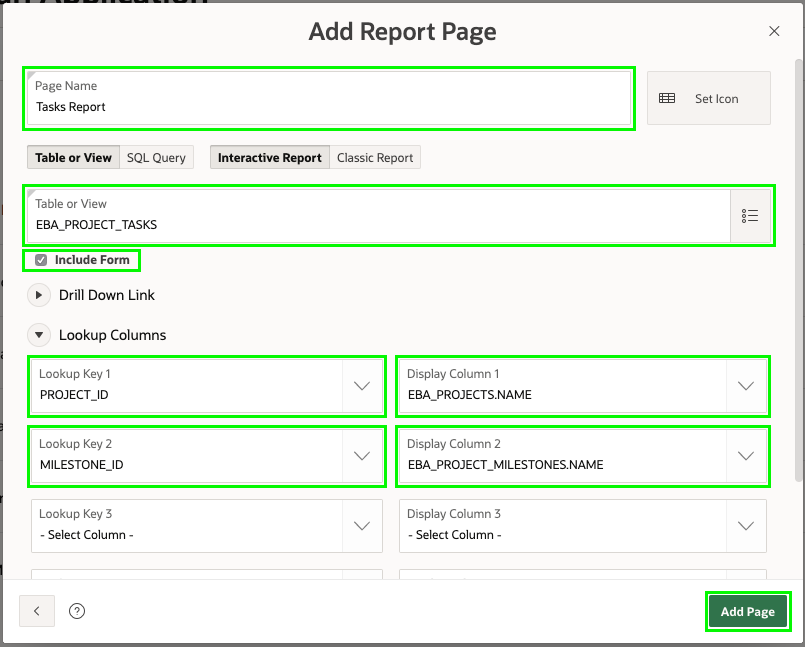 Add Report Page
Page Name
Tasks Report
Set Icon
Table or View SQL Query Interactive Report Classic Report
Table or View
EBA_PROJECT_TASKS
Include Form
Drill Down Link
Lookup Columns
Lookup Key 1 Display Column 1
PROJECT_ID EBA_PROJECTS.NAME
Lookup Key 2 Display Column 2
MILESTONE_ID EBA_PROJECT_MILESTONES.NAME
Lookup Key 3 Display Column 3
- Select Column - - Select Column -
Add Page